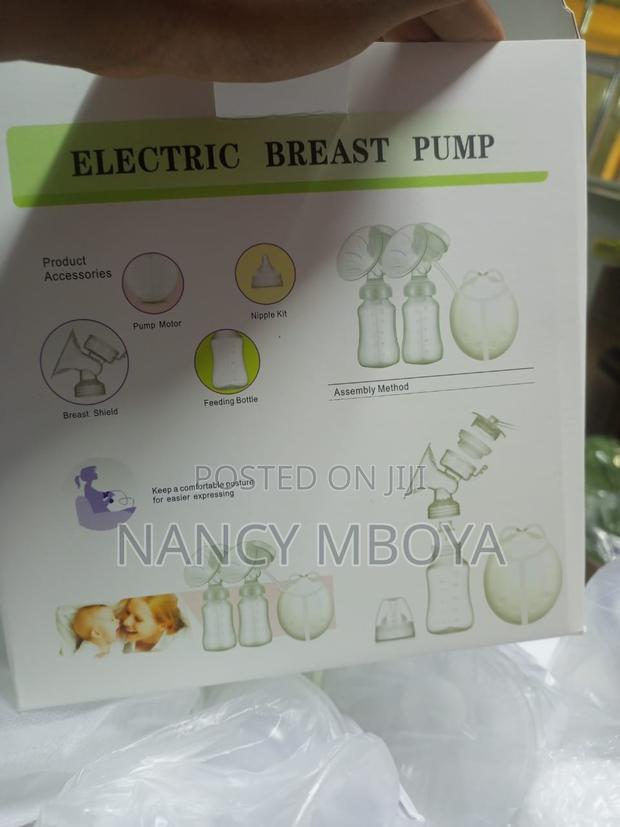 ELECTRIC BREAST PUMP
Product
Accessories
Pump Motor
Nipple Kit
Breast Shield
Feeding Bottle
Assembly Method
Keep a comfortable posture
for easier expressing
POSTED ON JIJI
NANCY MBOYA